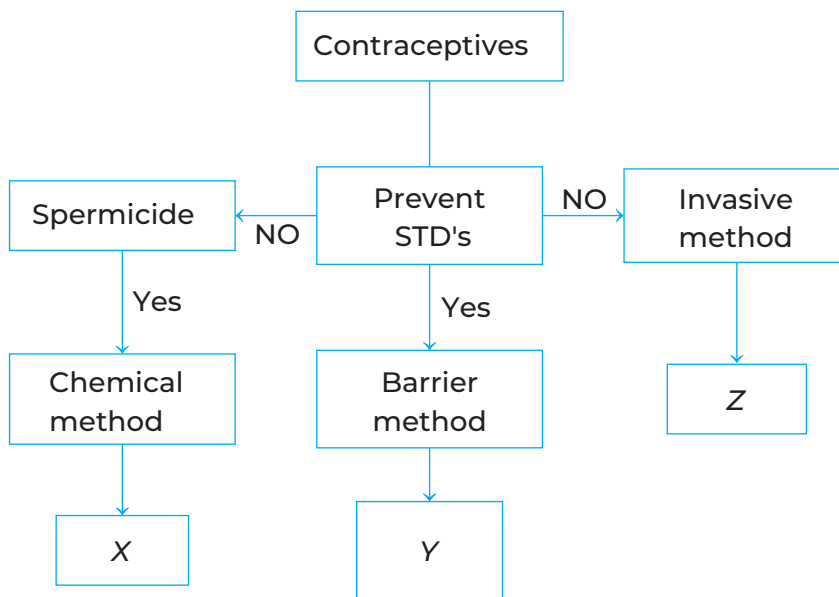 Contraceptives
Spermicide
NO
Prevent
STD's
NO
Invasive
method
Yes
Yes
Chemical
method
Barrier
method
Z
X
Y